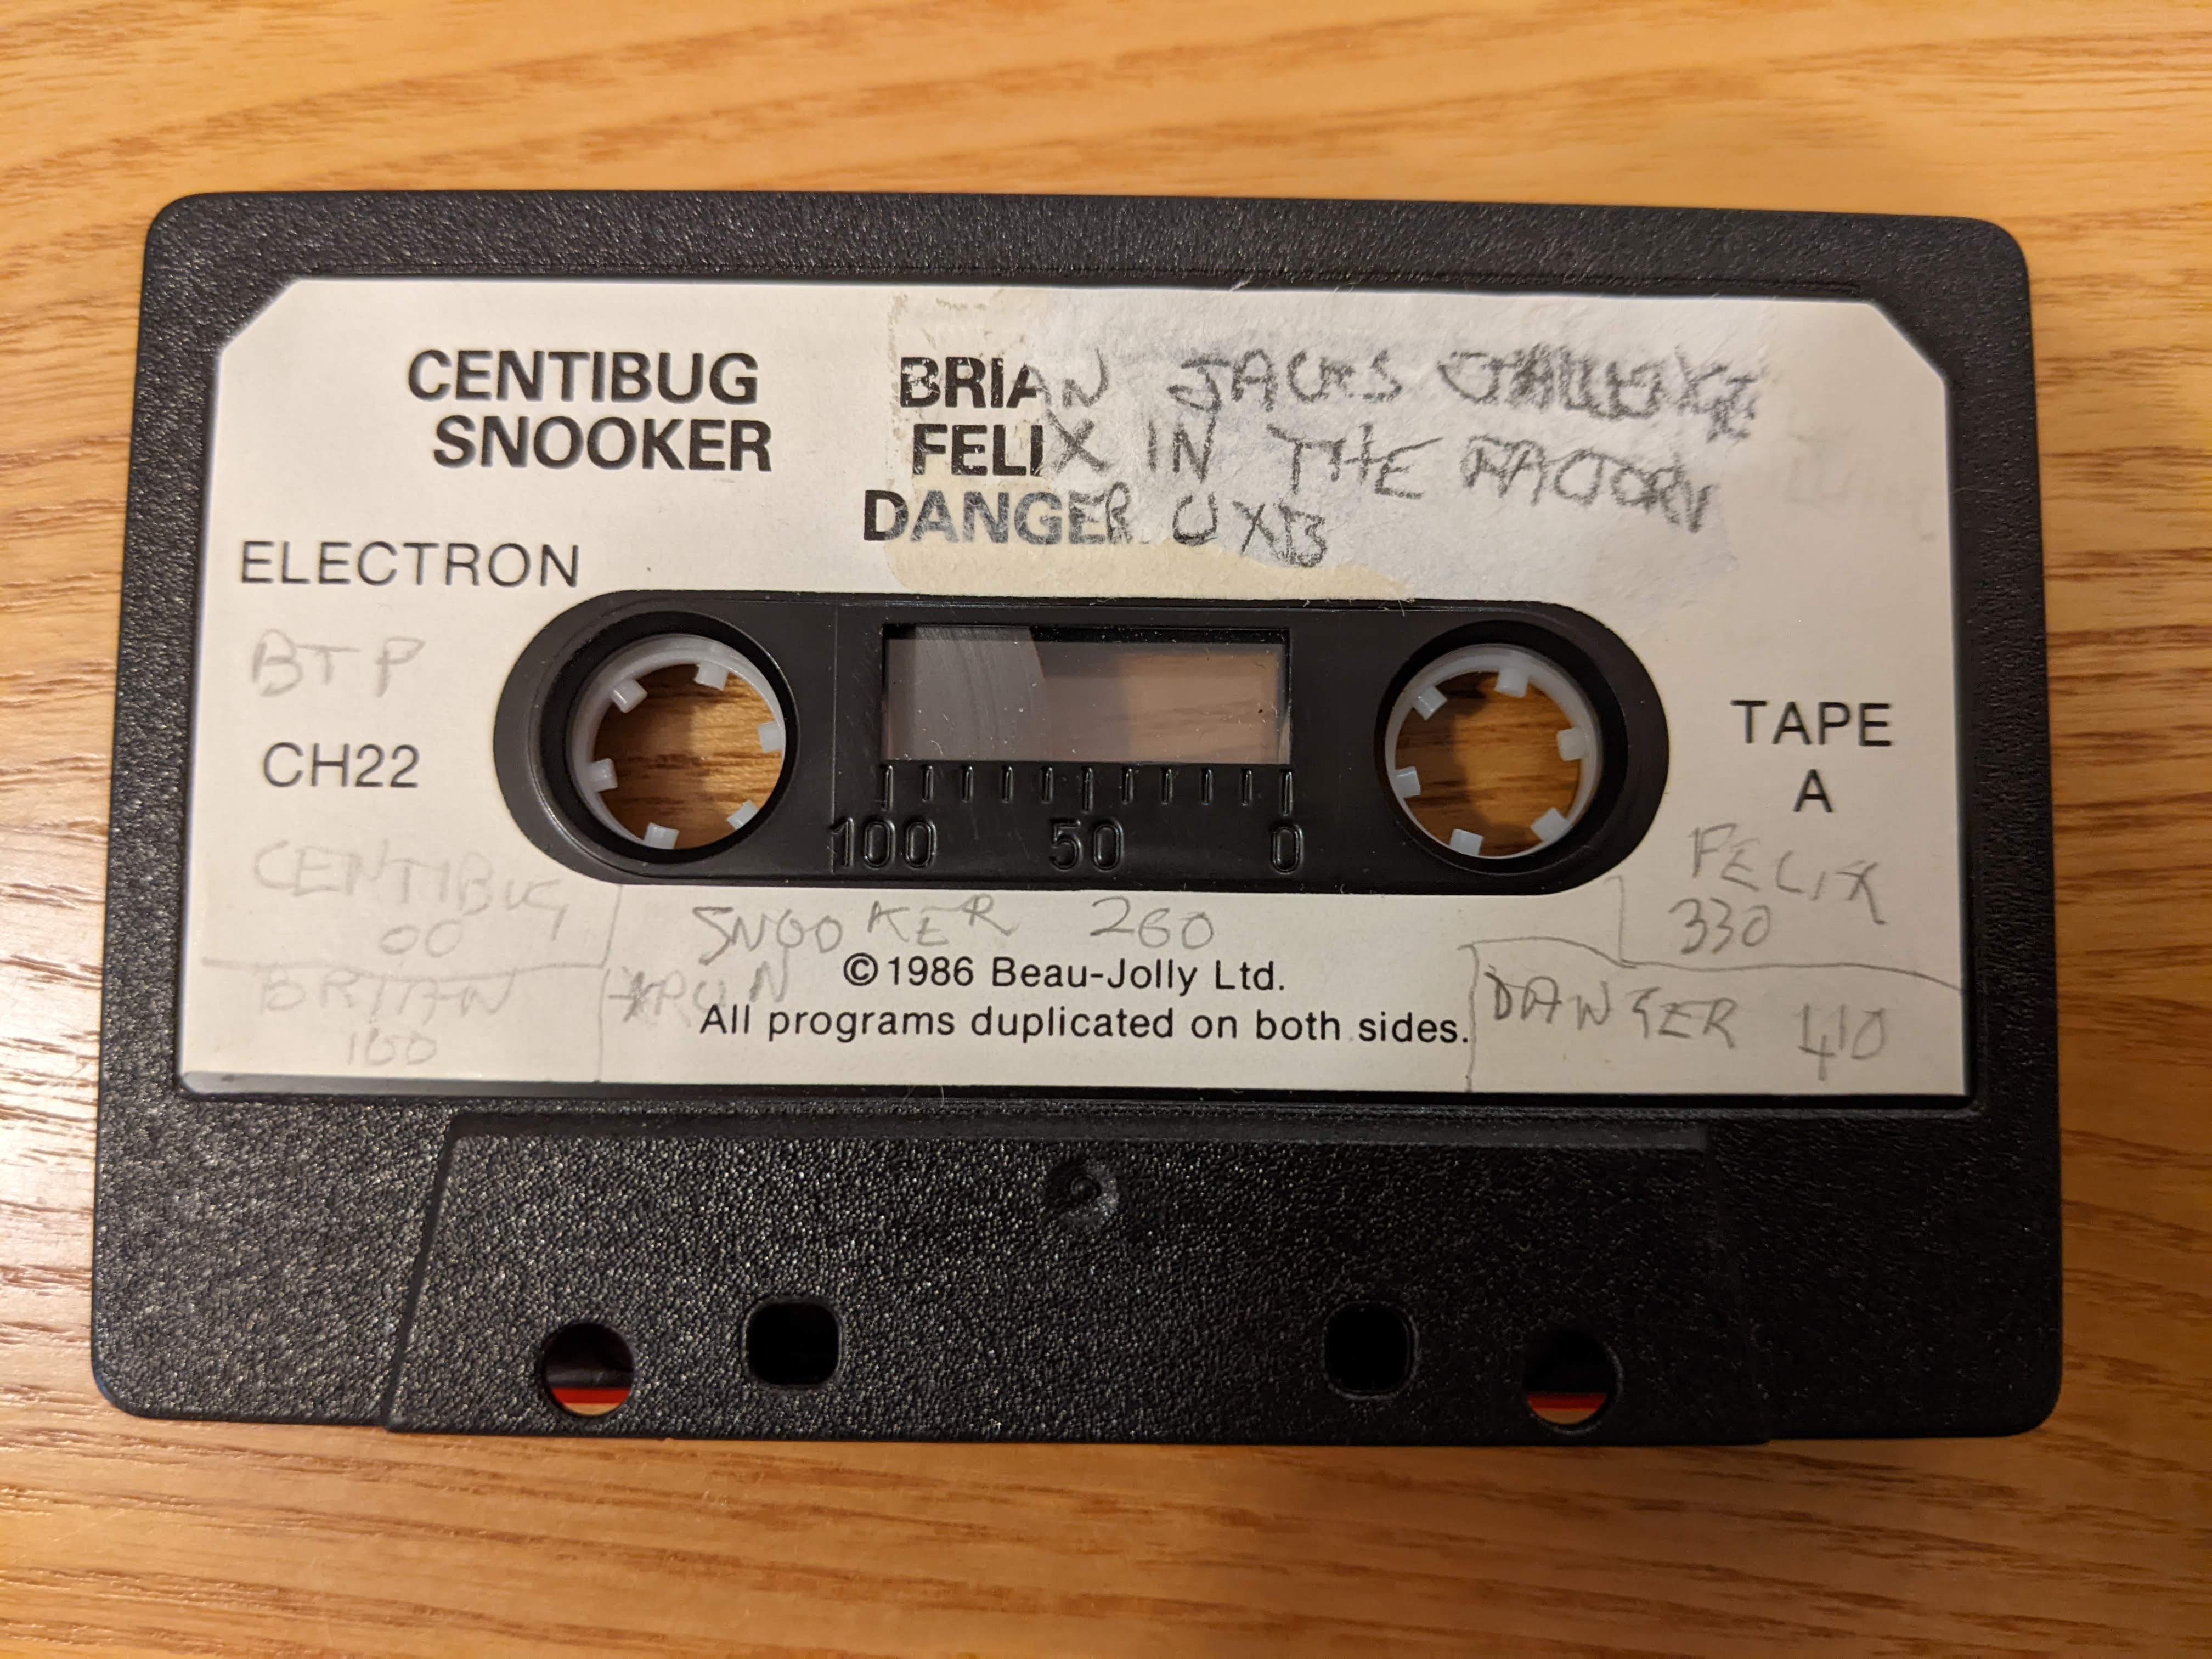 CENTIBUG
SNOOKER
BRIAN JACKS
FELIX IN THE FACTORY
DANGER UXB
ELECTRON
BTP
CH22
TAPE
A
100 50 0
CENTIBUG
00
SNOOKER 260
FELIX
330
BRIAN
100
*RUN
DANGER 410
©1986 Beau-Jolly Ltd.
All programs duplicated on both sides.